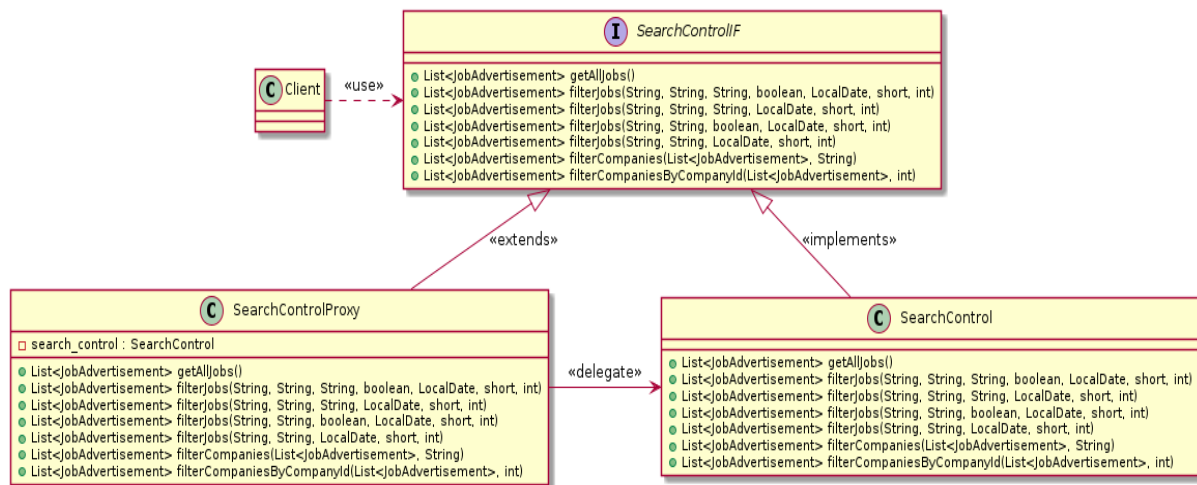 I SearchControlIF
List<JobAdvertisement> getAllJobs()
List<JobAdvertisement> filterJobs(String, String, String, boolean, LocalDate, short, int)
List<JobAdvertisement> filterJobs(String, String, String, LocalDate, short, int)
List<JobAdvertisement> filterJobs(String, String, boolean, LocalDate, short, int)
List<JobAdvertisement> filterJobs(String, String, LocalDate, short, int)
List<JobAdvertisement> filterCompanies(List<JobAdvertisement>, String)
List<JobAdvertisement> filterCompaniesByCompanyId(List<JobAdvertisement>, int)
C Client
«use»
«extends»
«implements»
C SearchControlProxy
search_control : SearchControl
List<JobAdvertisement> getAllJobs()
List<JobAdvertisement> filterJobs(String, String, String, boolean, LocalDate, short, int)
List<JobAdvertisement> filterJobs(String, String, String, LocalDate, short, int)
List<JobAdvertisement> filterJobs(String, String, boolean, LocalDate, short, int)
List<JobAdvertisement> filterJobs(String, String, LocalDate, short, int)
List<JobAdvertisement> filterCompanies(List<JobAdvertisement>, String)
List<JobAdvertisement> filterCompaniesByCompanyId(List<JobAdvertisement>, int)
«delegate»
C SearchControl
List<JobAdvertisement> getAllJobs()
List<JobAdvertisement> filterJobs(String, String, String, boolean, LocalDate, short, int)
List<JobAdvertisement> filterJobs(String, String, String, LocalDate, short, int)
List<JobAdvertisement> filterJobs(String, String, boolean, LocalDate, short, int)
List<JobAdvertisement> filterJobs(String, String, LocalDate, short, int)
List<JobAdvertisement> filterCompanies(List<JobAdvertisement>, String)
List<JobAdvertisement> filterCompaniesByCompanyId(List<JobAdvertisement>, int)